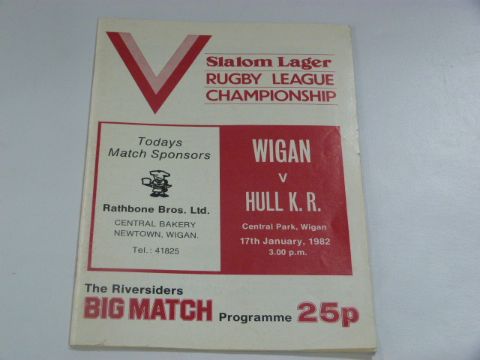 Slalom Lager
RUGBY LEAGUE
CHAMPIONSHIP
Todays
Match Sponsors
Rathbone Bros. Ltd.
CENTRAL BAKERY
NEWTOWN, WIGAN.
Tel.: 41825
WIGAN
V
HULL K. R.
Central Park, Wigan
17th January, 1982
3.00 p.m.
The Riversiders
BIG MATCH Programme 25p